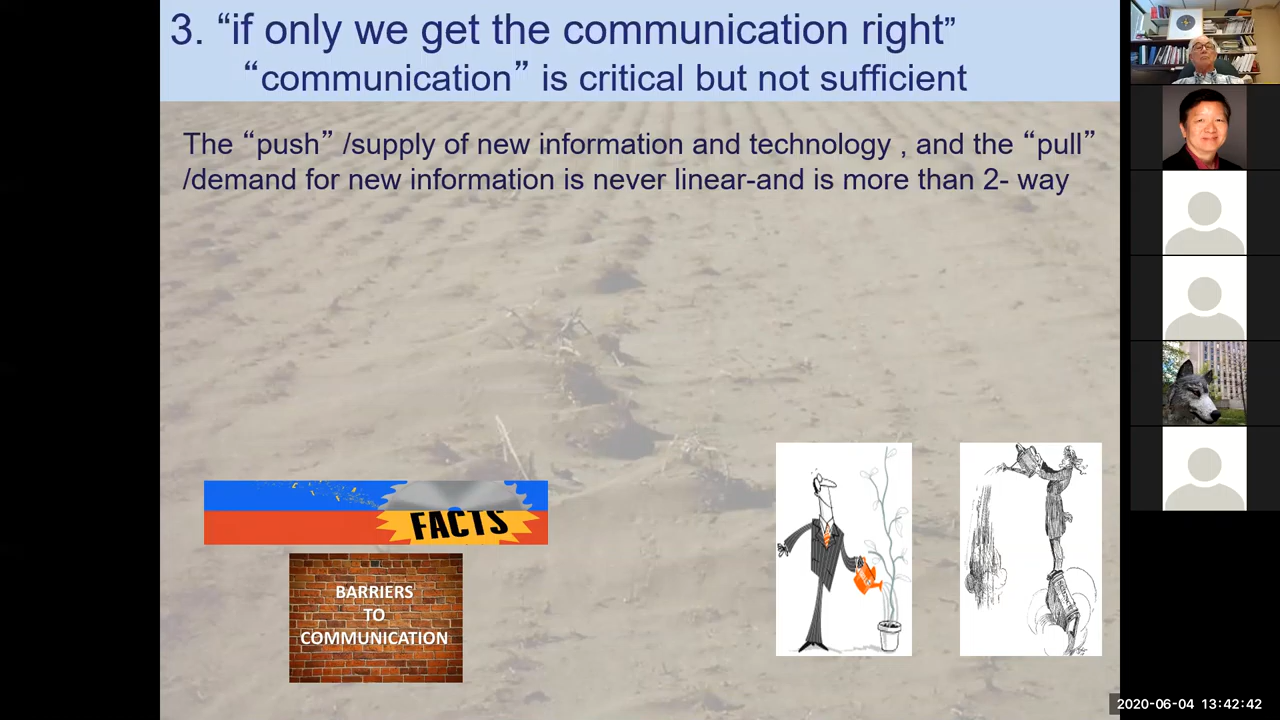 3. “if only we get the communication right”
“communication” is critical but not sufficient
The “push” /supply of new information and technology , and the “pull”
/demand for new information is never linear-and is more than 2- way
FACTS
BARRIERS
TO
COMMUNICATION
2020-06-04 13:42:42